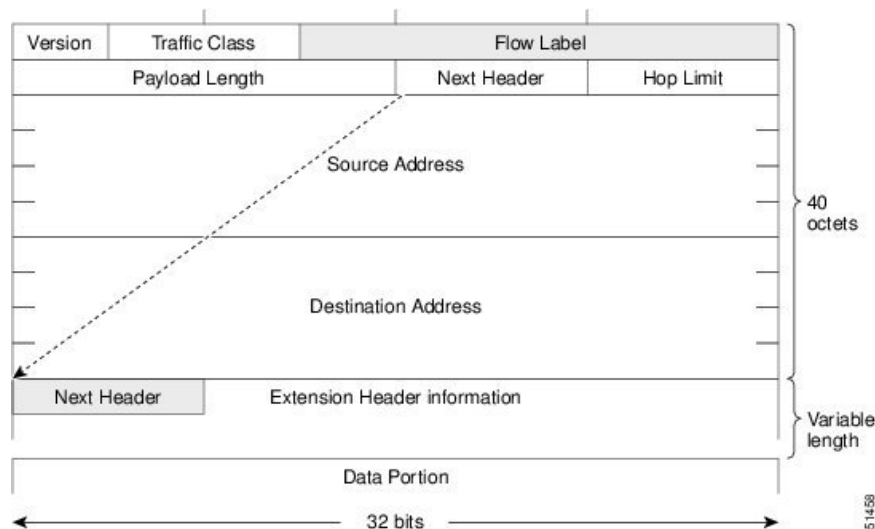 Version Traffic Class Flow Label
Payload Length Next Header Hop Limit
Source Address
40
octets
Destination Address
Next Header Extension Header information
Variable
length
Data Portion
32 bits
51458